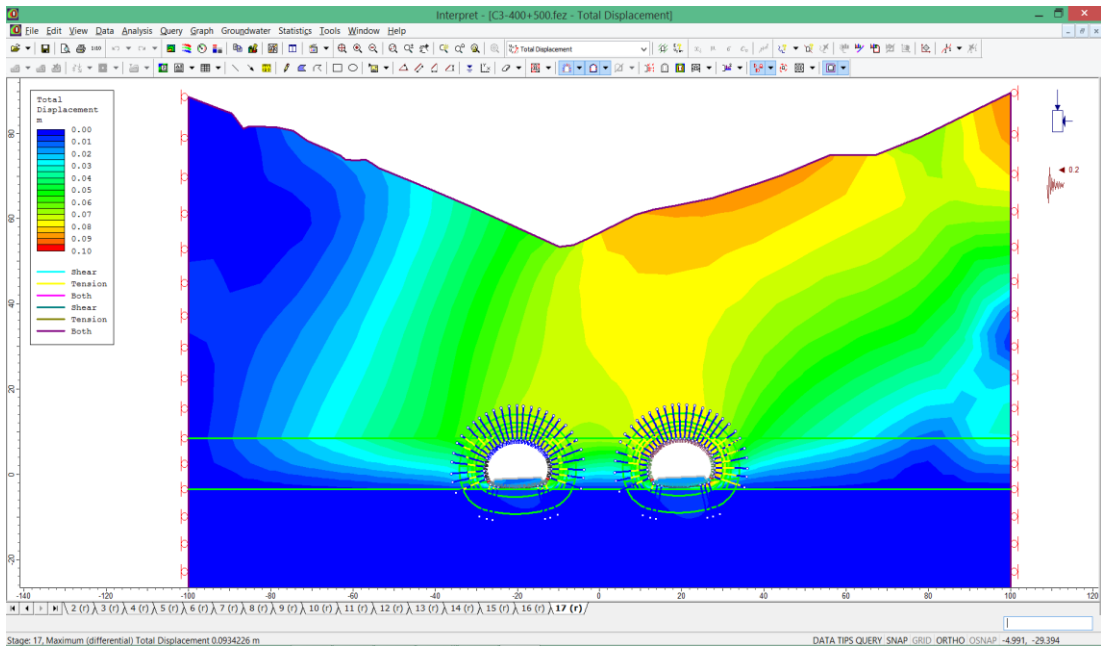 Interpret - [C3-400+500.fez - Total Displacement]
File Edit View Data Analysis Query Graph Groundwater Statistics Tools Window Help
Total Displacement
Total
Displacement
m
0.00
0.01
0.02
0.03
0.04
0.05
0.06
0.07
0.08
0.09
0.10
Shear
Tension
Both
Shear
Tension
Both
0.2
80
60
40
20
0
-20
-140 -120 -100 -80 -60 -40 -20 0 20 40 60 80 100 120
2 (r) 3 (r) 4 (r) 5 (r) 6 (r) 7 (r) 8 (r) 9 (r) 10 (r) 11 (r) 12 (r) 13 (r) 14 (r) 15 (r) 16 (r) 17 (r)
Stage: 17, Maximum (differential) Total Displacement 0.0934226 m
DATA TIPS QUERY SNAP GRID ORTHO OSNAP -4.991, -29.394